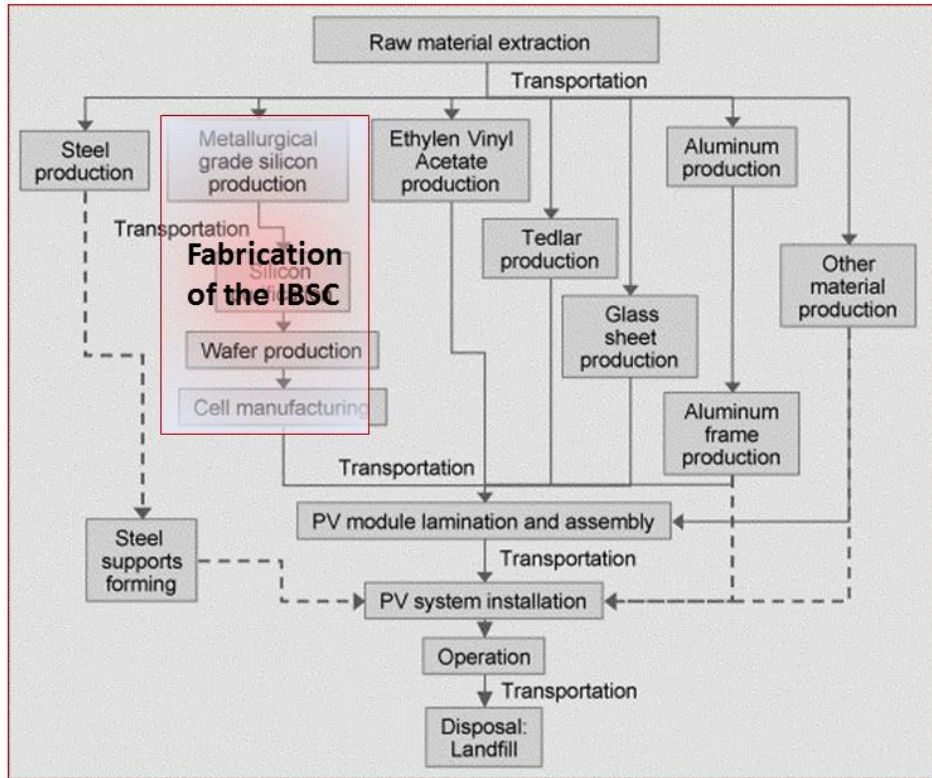 Raw material extraction
Transportation
Steel
production
Metallurgical
grade silicon
production
Ethylen Vinyl
Acetate
production
Aluminum
production
Transportation
Fabrication
of the IBSC
Silicon
Tedlar
production
Other
material
production
Glass
sheet
production
Wafer production
Cell manufacturing
Aluminum
frame
production
Transportation
PV module lamination and assembly
Steel
supports
forming
Transportation
PV system installation
Operation
Transportation
Disposal:
Landfill